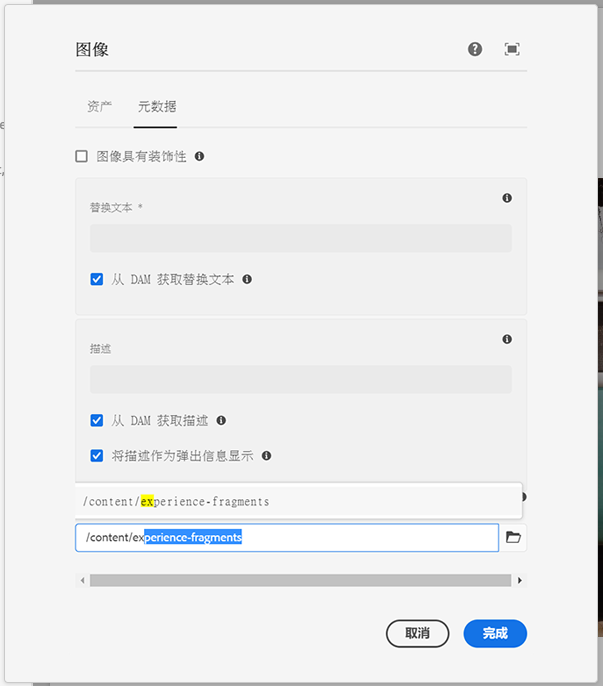 图像
资产 元数据
图像具有装饰性
替换文本 *
从 DAM 获取替换文本
描述
从 DAM 获取描述
将描述作为弹出信息显示
/content/experience-fragments
/content/experience-fragments
取消 完成